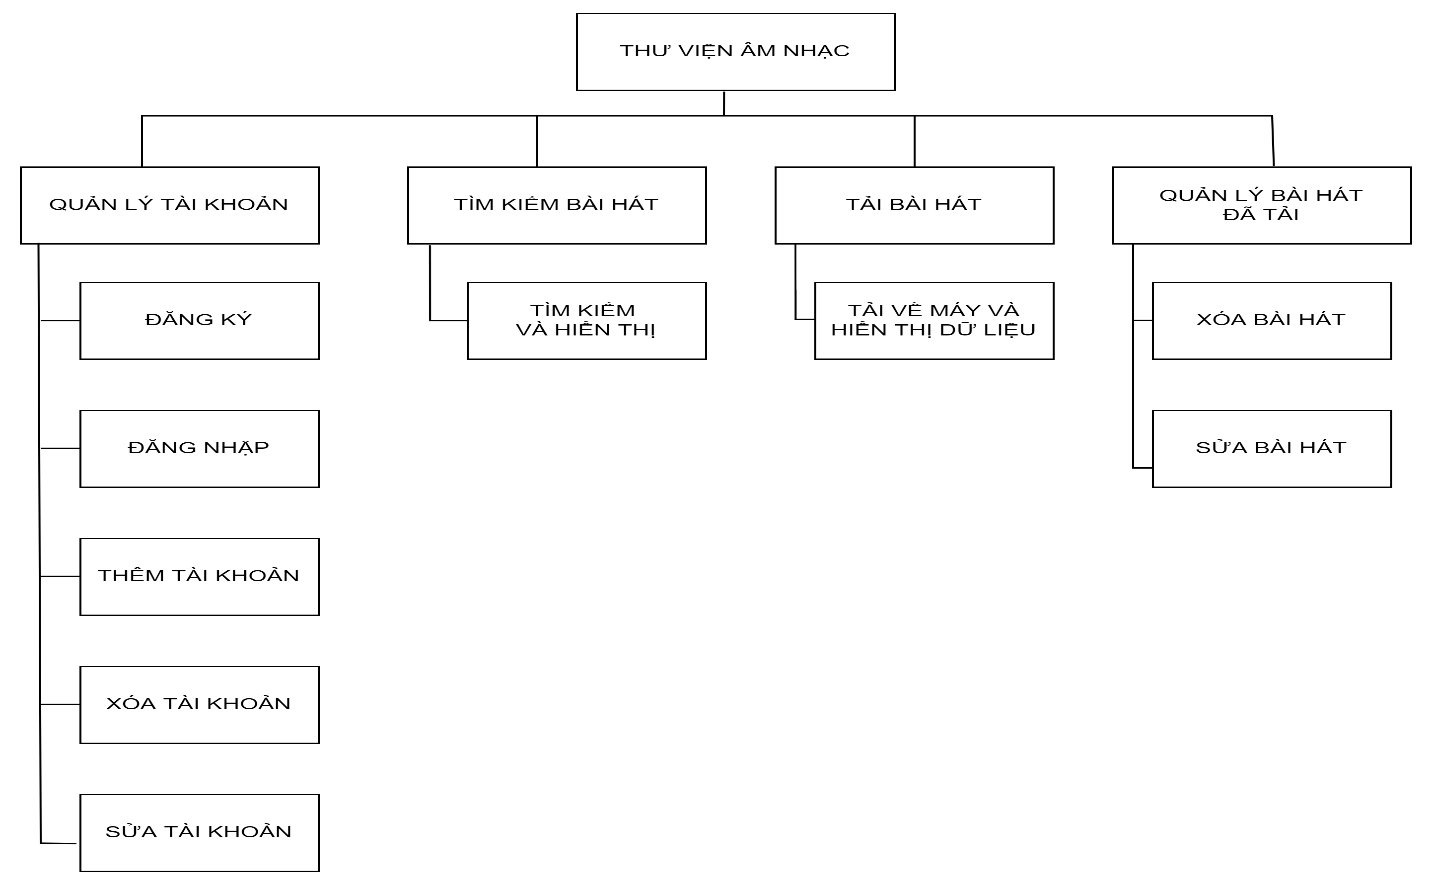 THƯ VIỆN ÂM NHẠC
QUẢN LÝ TÀI KHOẢN
TÌM KIẾM BÀI HÁT
TẢI BÀI HÁT
QUẢN LÝ BÀI HÁT
ĐÃ TẢI
ĐĂNG KÝ
TÌM KIẾM
VÀ HIỂN THỊ
TẢI VỀ MÁY VÀ
HIỂN THỊ DỮ LIỆU
XÓA BÀI HÁT
ĐĂNG NHẬP
SỬA BÀI HÁT
THÊM TÀI KHOẢN
XÓA TÀI KHOẢN
SỬA TÀI KHOẢN